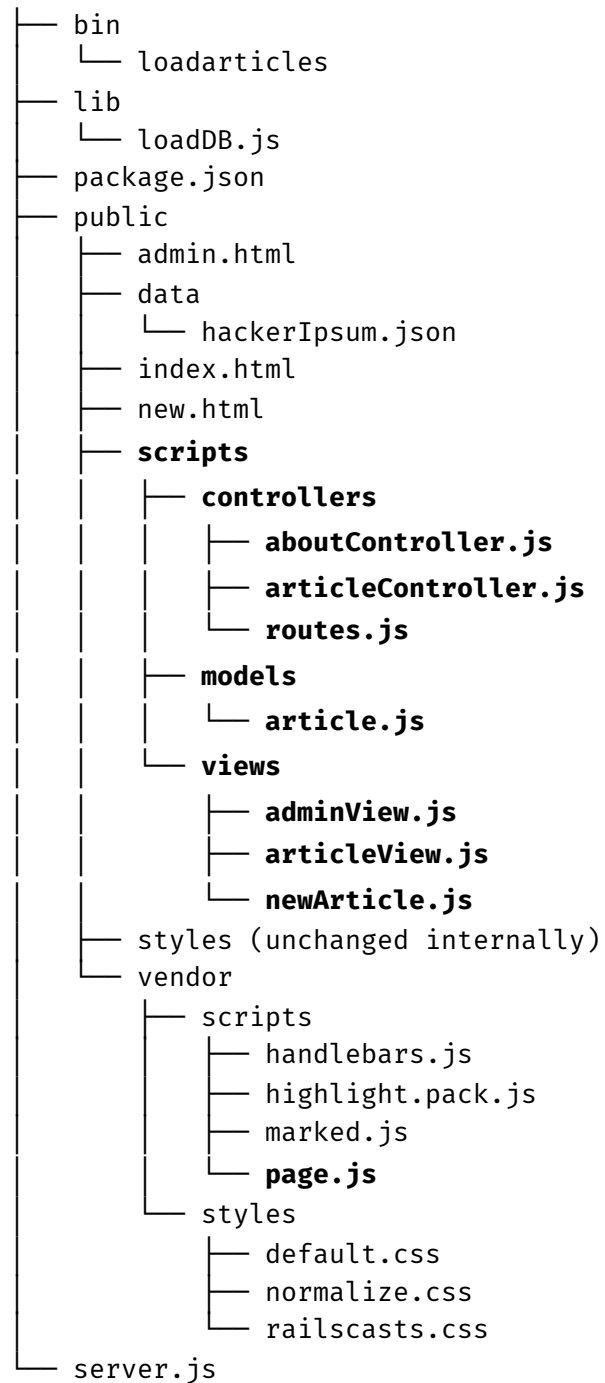 ├── bin
│   └── loadarticles
├── lib
│   └── loadDB.js
├── package.json
├── public
│   ├── admin.html
│   ├── data
│   │   └── hackerIpsum.json
│   ├── index.html
│   ├── new.html
│   ├── scripts
│   │   ├── controllers
│   │   │   ├── aboutController.js
│   │   │   ├── articleController.js
│   │   │   └── routes.js
│   │   ├── models
│   │   │   └── article.js
│   │   └── views
│   │       ├── adminView.js
│   │       ├── articleView.js
│   │       └── newArticle.js
│   ├── styles (unchanged internally)
│   └── vendor
│       ├── scripts
│       │   ├── handlebars.js
│       │   ├── highlight.pack.js
│       │   ├── marked.js
│       │   └── page.js
│       └── styles
│           ├── default.css
│           ├── normalize.css
│           └── railscasts.css
└── server.js